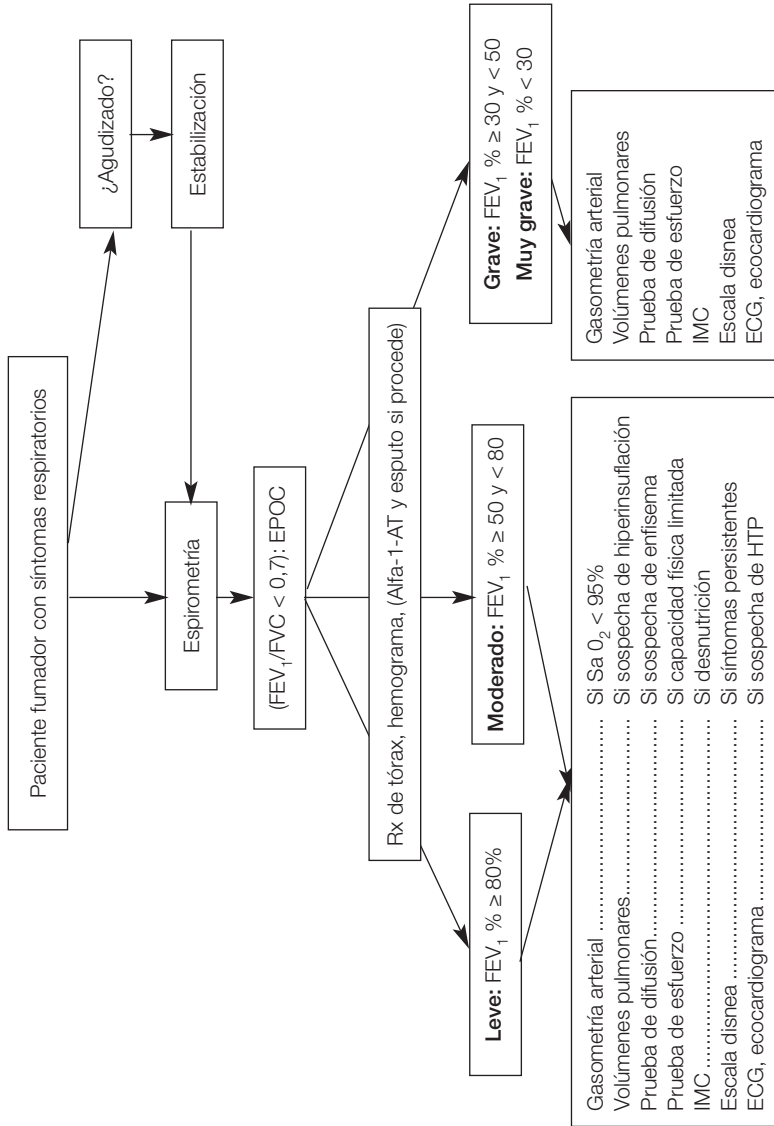 Paciente fumador con síntomas respiratorios
¿Agudizado?
Estabilización
Espirometría
(FEV₁/FVC < 0,7): EPOC
Rx de tórax, hemograma, (Alfa-1-AT y esputo si procede)
Leve: FEV₁ % ≥ 80%
Moderado: FEV₁ % ≥ 50 y < 80
Grave: FEV₁ % ≥ 30 y < 50
Muy grave: FEV₁ % < 30
Gasometría arterial ........................ Si Sa 0₂ < 95%
Volúmenes pulmonares................ Si sospecha de hiperinsuflación
Prueba de difusión........................ Si sospecha de enfisema
Prueba de esfuerzo ...................... Si capacidad física limitada
IMC .............................................. Si desnutrición
Escala disnea ............................... Si síntomas persistentes
ECG, ecocardiograma .................. Si sospecha de HTP
Gasometría arterial
Volúmenes pulmonares
Prueba de difusión
Prueba de esfuerzo
IMC
Escala disnea
ECG, ecocardiograma